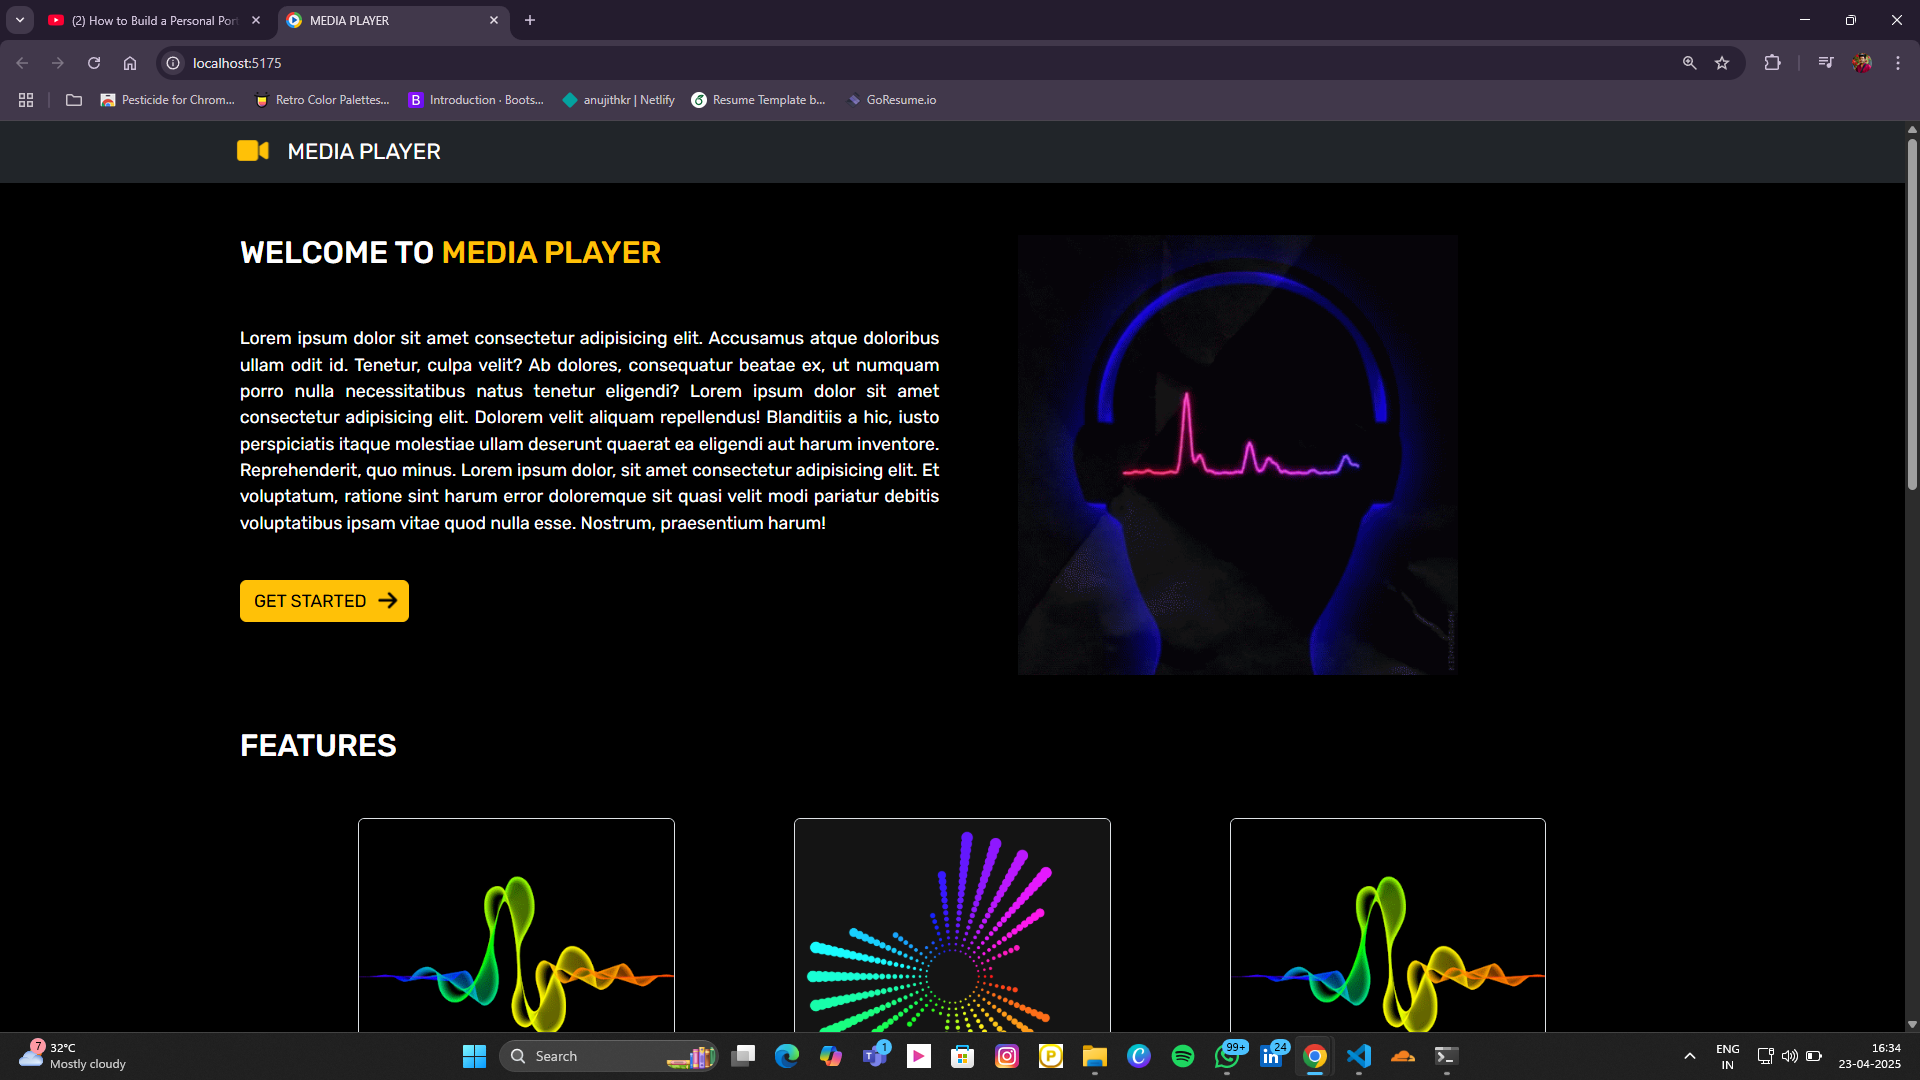 (2) How to Build a Personal Por
MEDIA PLAYER
localhost:5175
Pesticide for Chrom...
Retro Color Palettes...
B Introduction · Boots...
anujithkr | Netlify
Resume Template b...
GoResume.io
MEDIA PLAYER
WELCOME TO MEDIA PLAYER
Lorem ipsum dolor sit amet consectetur adipisicing elit. Accusamus atque doloribus
ullam odit id. Tenetur, culpa velit? Ab dolores, consequatur beatae ex, ut numquam
porro nulla necessitatibus natus tenetur eligendi? Lorem ipsum dolor sit amet
consectetur adipisicing elit. Dolorem velit aliquam repellendus! Blanditiis a hic, iusto
perspiciatis itaque molestiae ullam deserunt quaerat ea eligendi aut harum inventore.
Reprehenderit, quo minus. Lorem ipsum dolor, sit amet consectetur adipisicing elit. Et
voluptatum, ratione sint harum error doloremque sit quasi velit modi pariatur debitis
voluptatibus ipsam vitae quod nulla esse. Nostrum, praesentium harum!
GET STARTED
FEATURES
7
32°C
Mostly cloudy
Search
1
P
99+
24
ENG
IN
16:34
23-04-2025